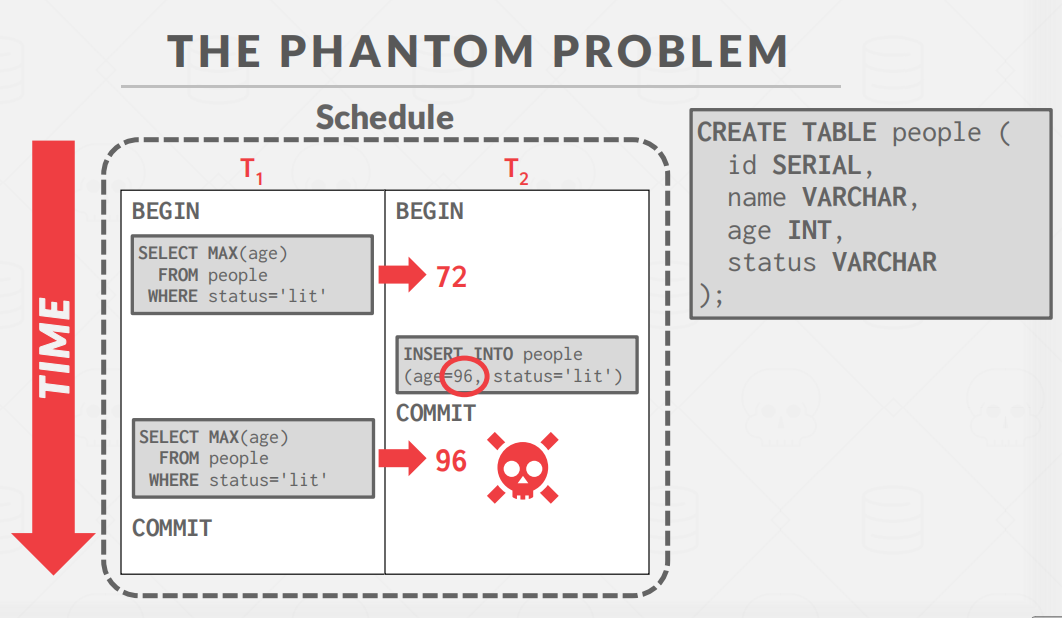 THE PHANTOM PROBLEM
Schedule
TIME
T1
T2
BEGIN
SELECT MAX(age)
FROM people
WHERE status='lit'
72
SELECT MAX(age)
FROM people
WHERE status='lit'
96
COMMIT
BEGIN
INSERT INTO people
(age=96, status='lit')
COMMIT
CREATE TABLE people (
id SERIAL,
name VARCHAR,
age INT,
status VARCHAR
);